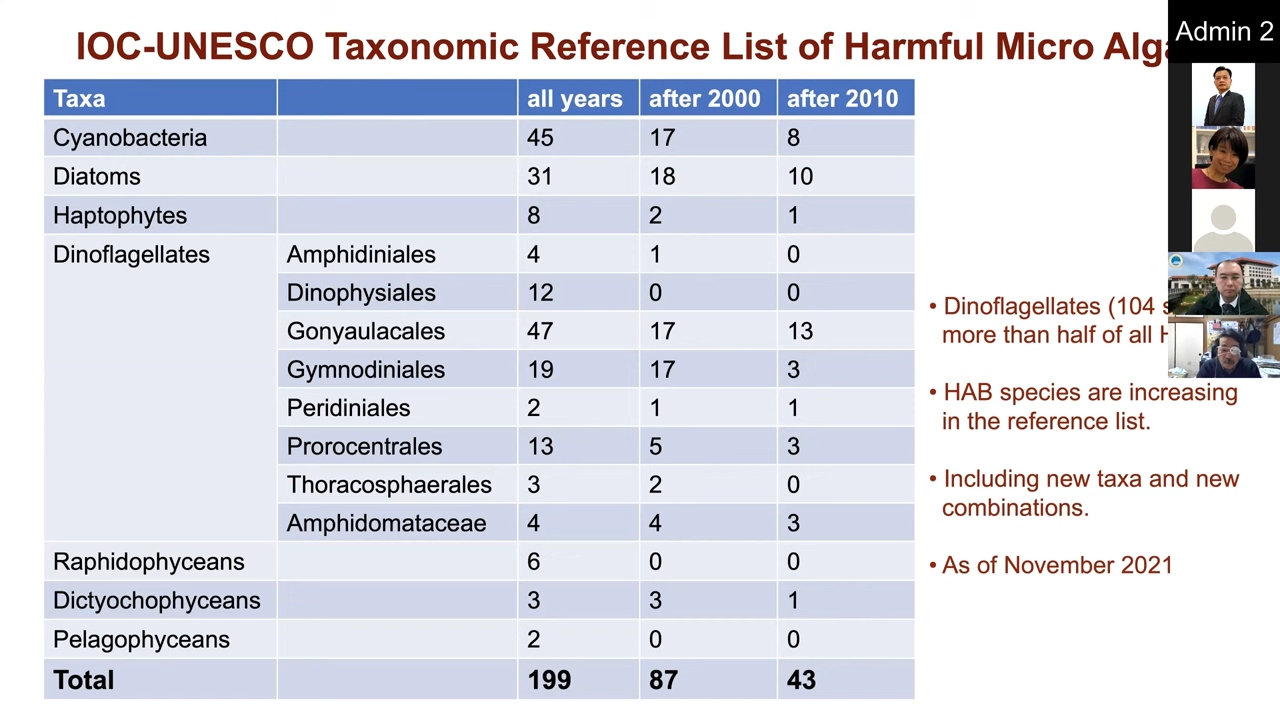 IOC-UNESCO Taxonomic Reference List of Harmful Micro
Admin 2
Taxa all years after 2000 after 2010
Cyanobacteria 45 17 8
Diatoms 31 18 10
Haptophytes 8 2 1
Dinoflagellates Amphidiniales 4 1 0
Dinophysiales 12 0 0
Gonyaulacales 47 17 13
Gymnodiniales 19 17 3
Peridiniales 2 1 1
Prorocentrales 13 5 3
Thoracosphaerales 3 2 0
Amphidomataceae 4 4 3
Raphidophyceans 6 0 0
Dictyochophyceans 3 3 1
Pelagophyceans 2 0 0
Total 199 87 43
• Dinoflagellates (104
more than half of all
• HAB species are increasing
in the reference list.
• Including new taxa and new
combinations.
• As of November 2021